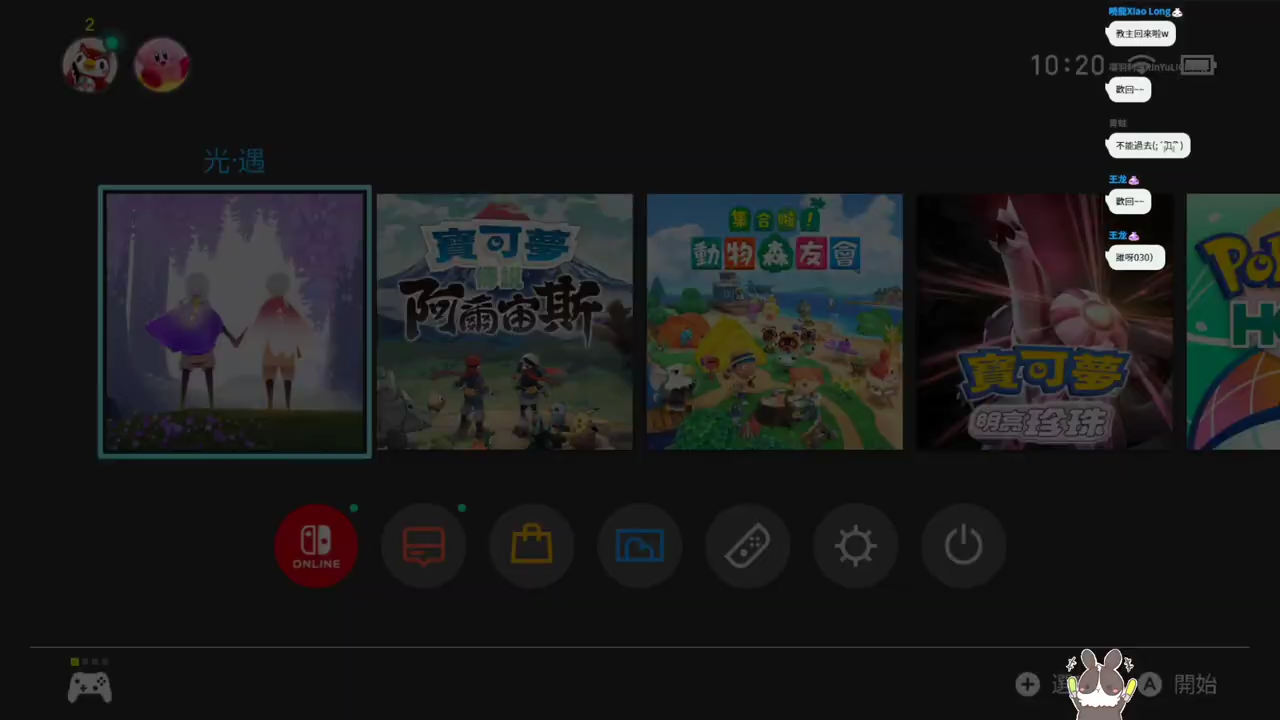 2
10:20
曉龍Xiao Long
教主回來啦w
歡回~~
不能過去(;´༎ຶД༎ຶ`)
王龙
歡回~~
王龙
誰呀030)
光·遇
寶可夢
傳說
阿爾宙斯
集合啦！
動物森友會
寶可夢
明亮珍珠
ONLINE
開始